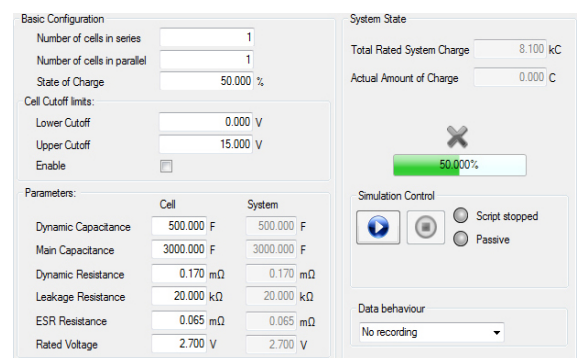 Basic Configuration
Number of cells in series 1
Number of cells in parallel 1
State of Charge 50.000 %
Cell Cutoff limits:
Lower Cutoff 0.000 V
Upper Cutoff 15.000 V
Enable
Parameters:
Cell System
Dynamic Capacitance 500.000 F 500.000 F
Main Capacitance 3000.000 F 3000.000 F
Dynamic Resistance 0.170 mΩ 0.170 mΩ
Leakage Resistance 20.000 kΩ 20.000 kΩ
ESR Resistance 0.065 mΩ 0.065 mΩ
Rated Voltage 2.700 V 2.700 V
System State
Total Rated System Charge 8.100 kC
Actual Amount of Charge 0.000 C
50.000%
Simulation Control
Script stopped
Passive
Data behaviour
No recording